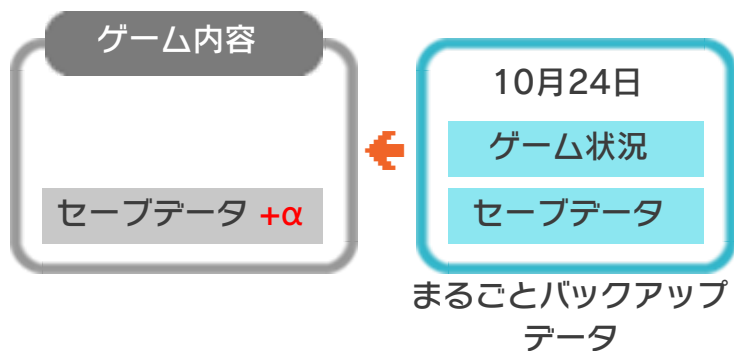 ゲーム内容
セーブデータ +α
10月24日
ゲーム状況
セーブデータ
まるごとバックアップ
データ